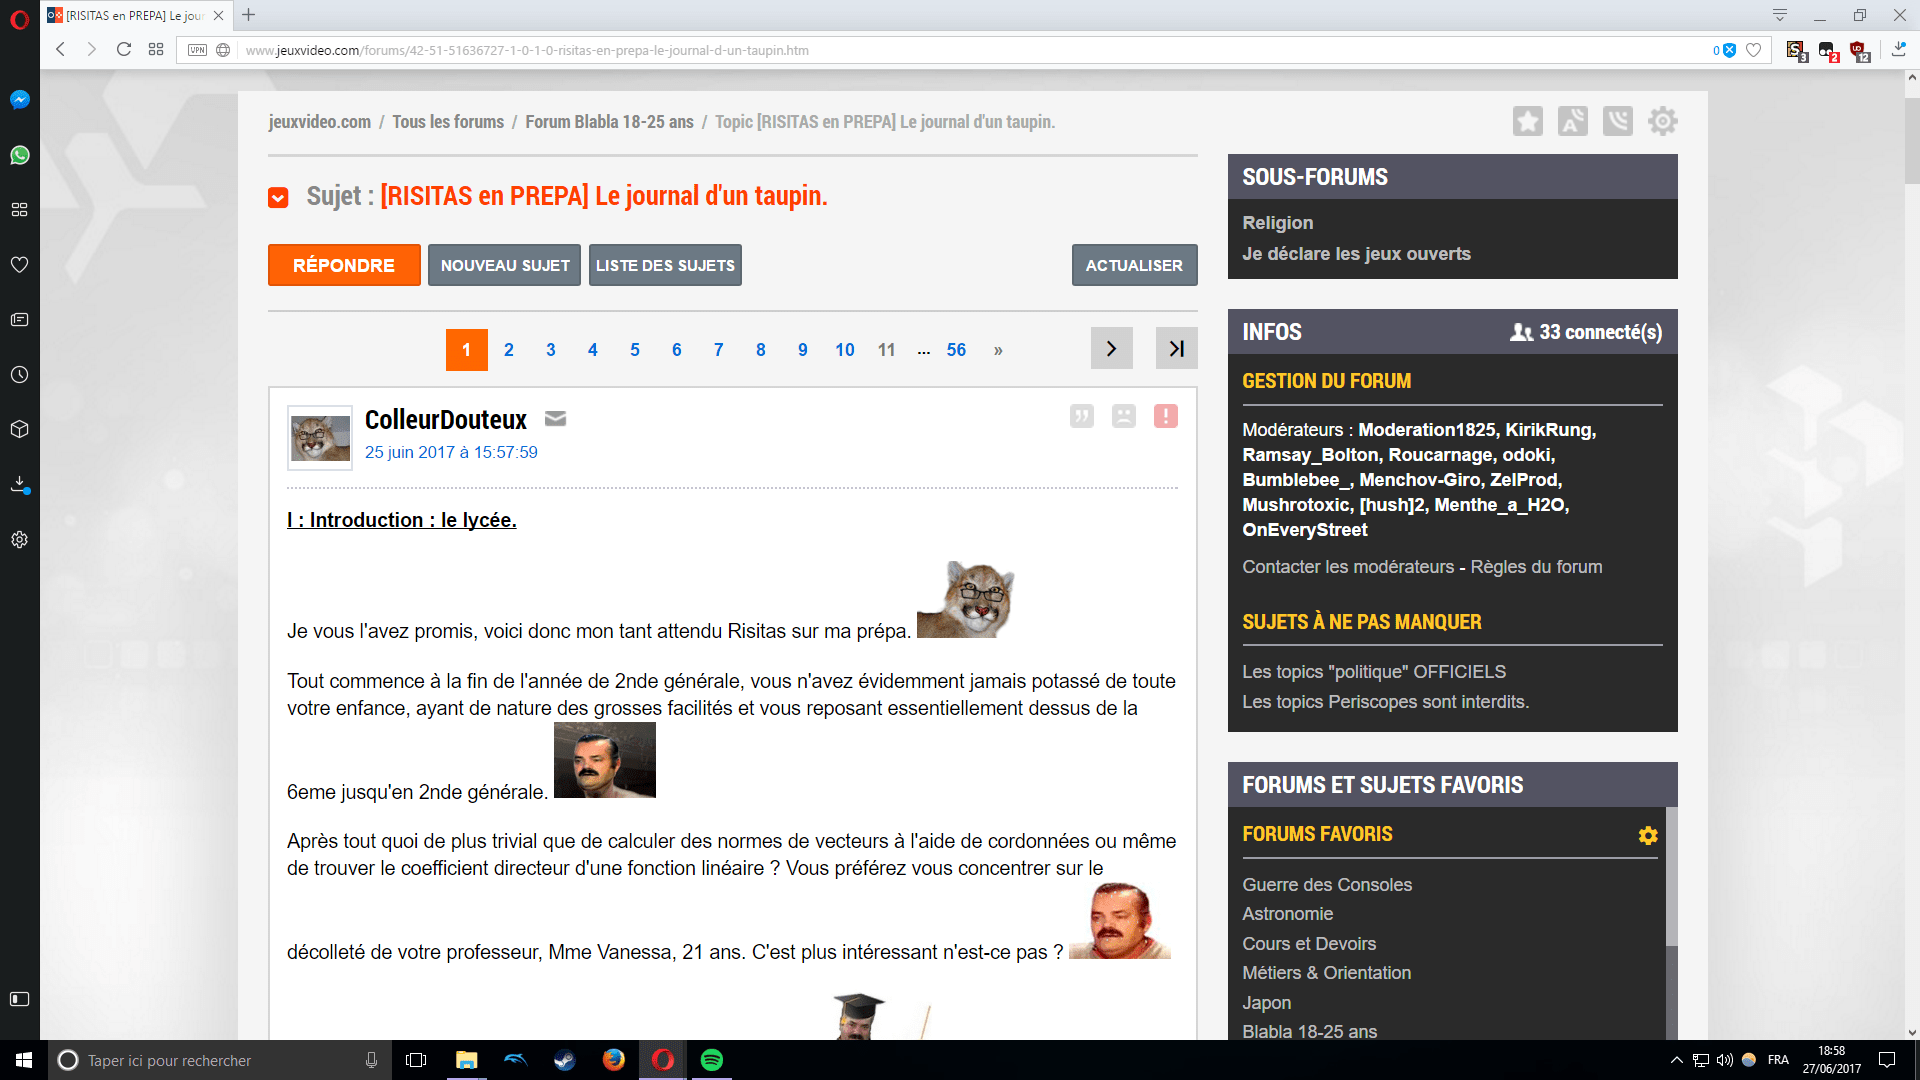 [RISITAS en PREPA] Le jour
VPN
www.jeuxvideo.com/forums/42-51-51636727-1-0-1-0-risitas-en-prepa-le-journal-d-un-taupin.htm
0
3
2
12
jeuxvideo.com / Tous les forums / Forum Blabla 18-25 ans / Topic [RISITAS en PREPA] Le journal d'un taupin.
Sujet : [RISITAS en PREPA] Le journal d'un taupin.
RÉPONDRE
NOUVEAU SUJET
LISTE DES SUJETS
ACTUALISER
1 2 3 4 5 6 7 8 9 10 11 ... 56 »
ColleurDouteux
25 juin 2017 à 15:57:59
I : Introduction : le lycée.
Je vous l'avez promis, voici donc mon tant attendu Risitas sur ma prépa.
Tout commence à la fin de l'année de 2nde générale, vous n'avez évidemment jamais potassé de toute
votre enfance, ayant de nature des grosses facilités et vous reposant essentiellement dessus de la
6eme jusqu'en 2nde générale.
Après tout quoi de plus trivial que de calculer des normes de vecteurs à l'aide de cordonnées ou même
de trouver le coefficient directeur d'une fonction linéaire ? Vous préférez vous concentrer sur le
décolleté de votre professeur, Mme Vanessa, 21 ans. C'est plus intéressant n'est-ce pas ?
SOUS-FORUMS
Religion
Je déclare les jeux ouverts
INFOS
33 connecté(s)
GESTION DU FORUM
Modérateurs : Moderation1825, KirikRung,
Ramsay_Bolton, Roucarnage, odoki,
Bumblebee_, Menchov-Giro, ZelProd,
Mushrotoxic, [hush]2, Menthe_a_H2O,
OnEveryStreet
Contacter les modérateurs - Règles du forum
SUJETS À NE PAS MANQUER
Les topics "politique" OFFICIELS
Les topics Periscopes sont interdits.
FORUMS ET SUJETS FAVORIS
FORUMS FAVORIS
Guerre des Consoles
Astronomie
Cours et Devoirs
Métiers & Orientation
Japon
Blabla 18-25 ans
Taper ici pour rechercher
FRA
18:58
27/06/2017